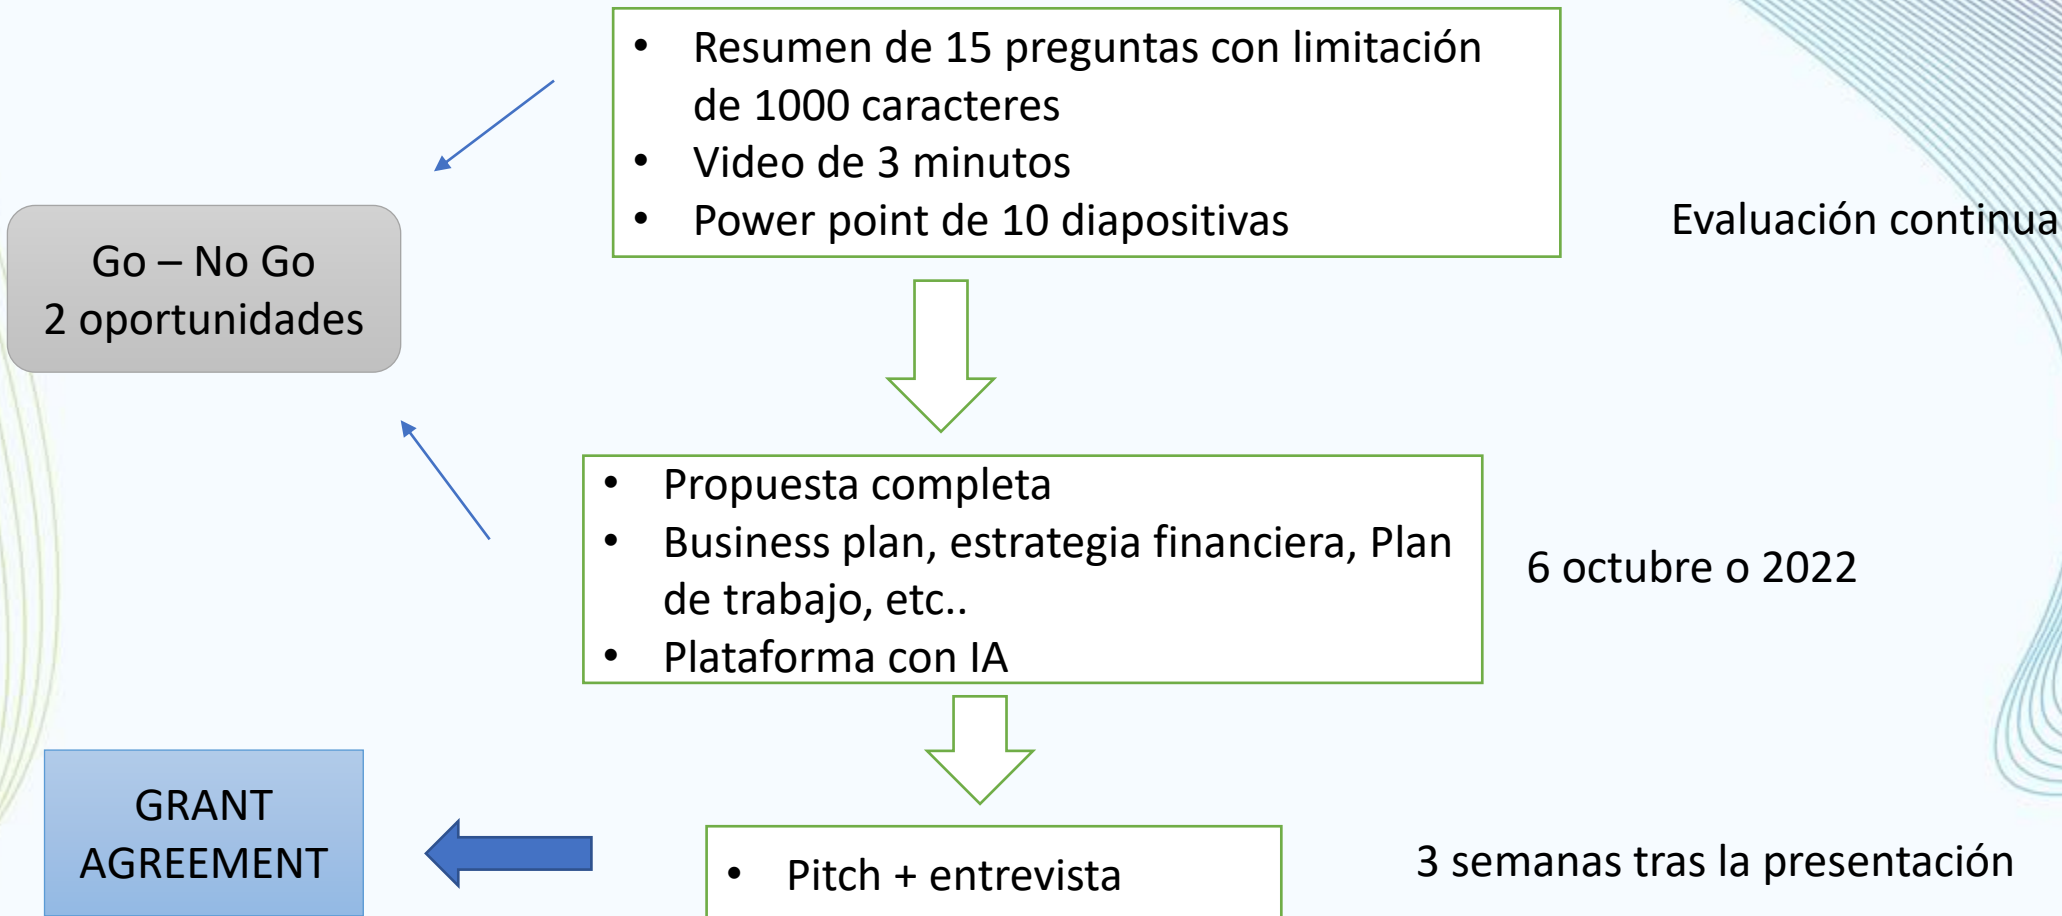 • Resumen de 15 preguntas con limitación
de 1000 caracteres
• Video de 3 minutos
• Power point de 10 diapositivas
Evaluación continua
Go – No Go
2 oportunidades
• Propuesta completa
• Business plan, estrategia financiera, Plan
de trabajo, etc..
• Plataforma con IA
6 octubre o 2022
GRANT
AGREEMENT
• Pitch + entrevista
3 semanas tras la presentación